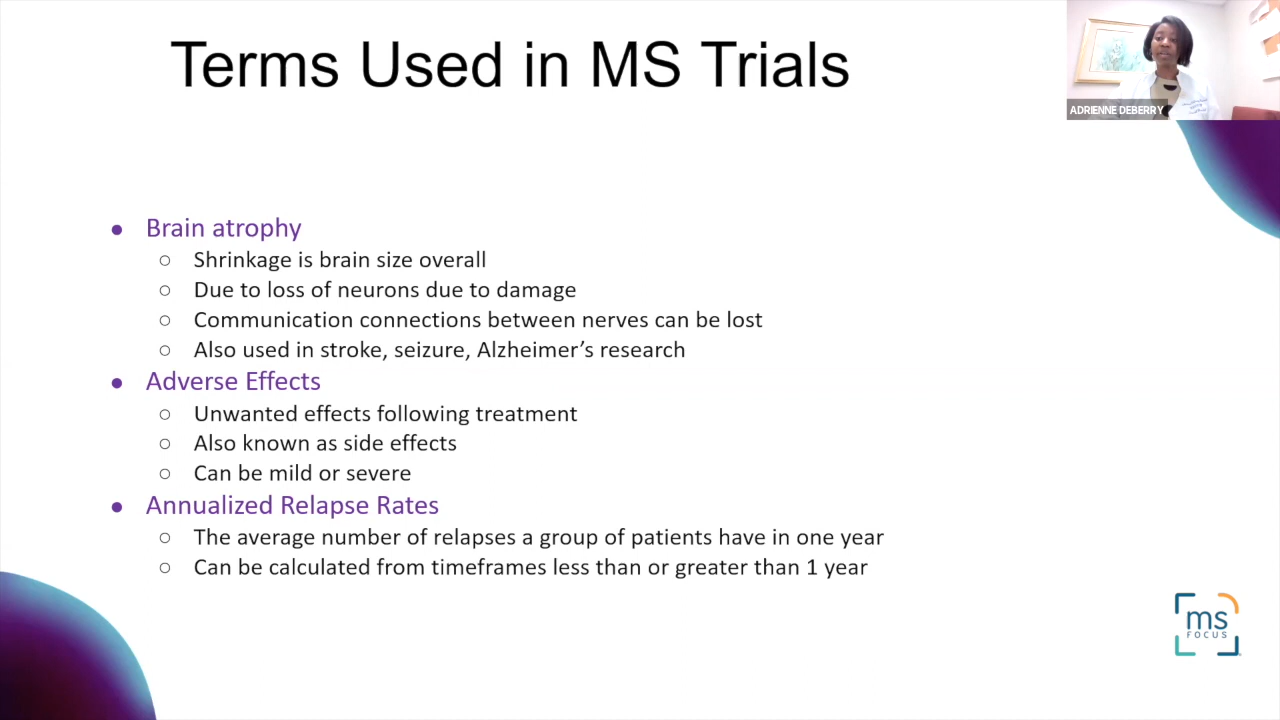 Terms Used in MS Trials
ADRIENNE DEBERRY
● Brain atrophy
○ Shrinkage is brain size overall
○ Due to loss of neurons due to damage
○ Communication connections between nerves can be lost
○ Also used in stroke, seizure, Alzheimer’s research
● Adverse Effects
○ Unwanted effects following treatment
○ Also known as side effects
○ Can be mild or severe
● Annualized Relapse Rates
○ The average number of relapses a group of patients have in one year
○ Can be calculated from timeframes less than or greater than 1 year
ms
FOCUS